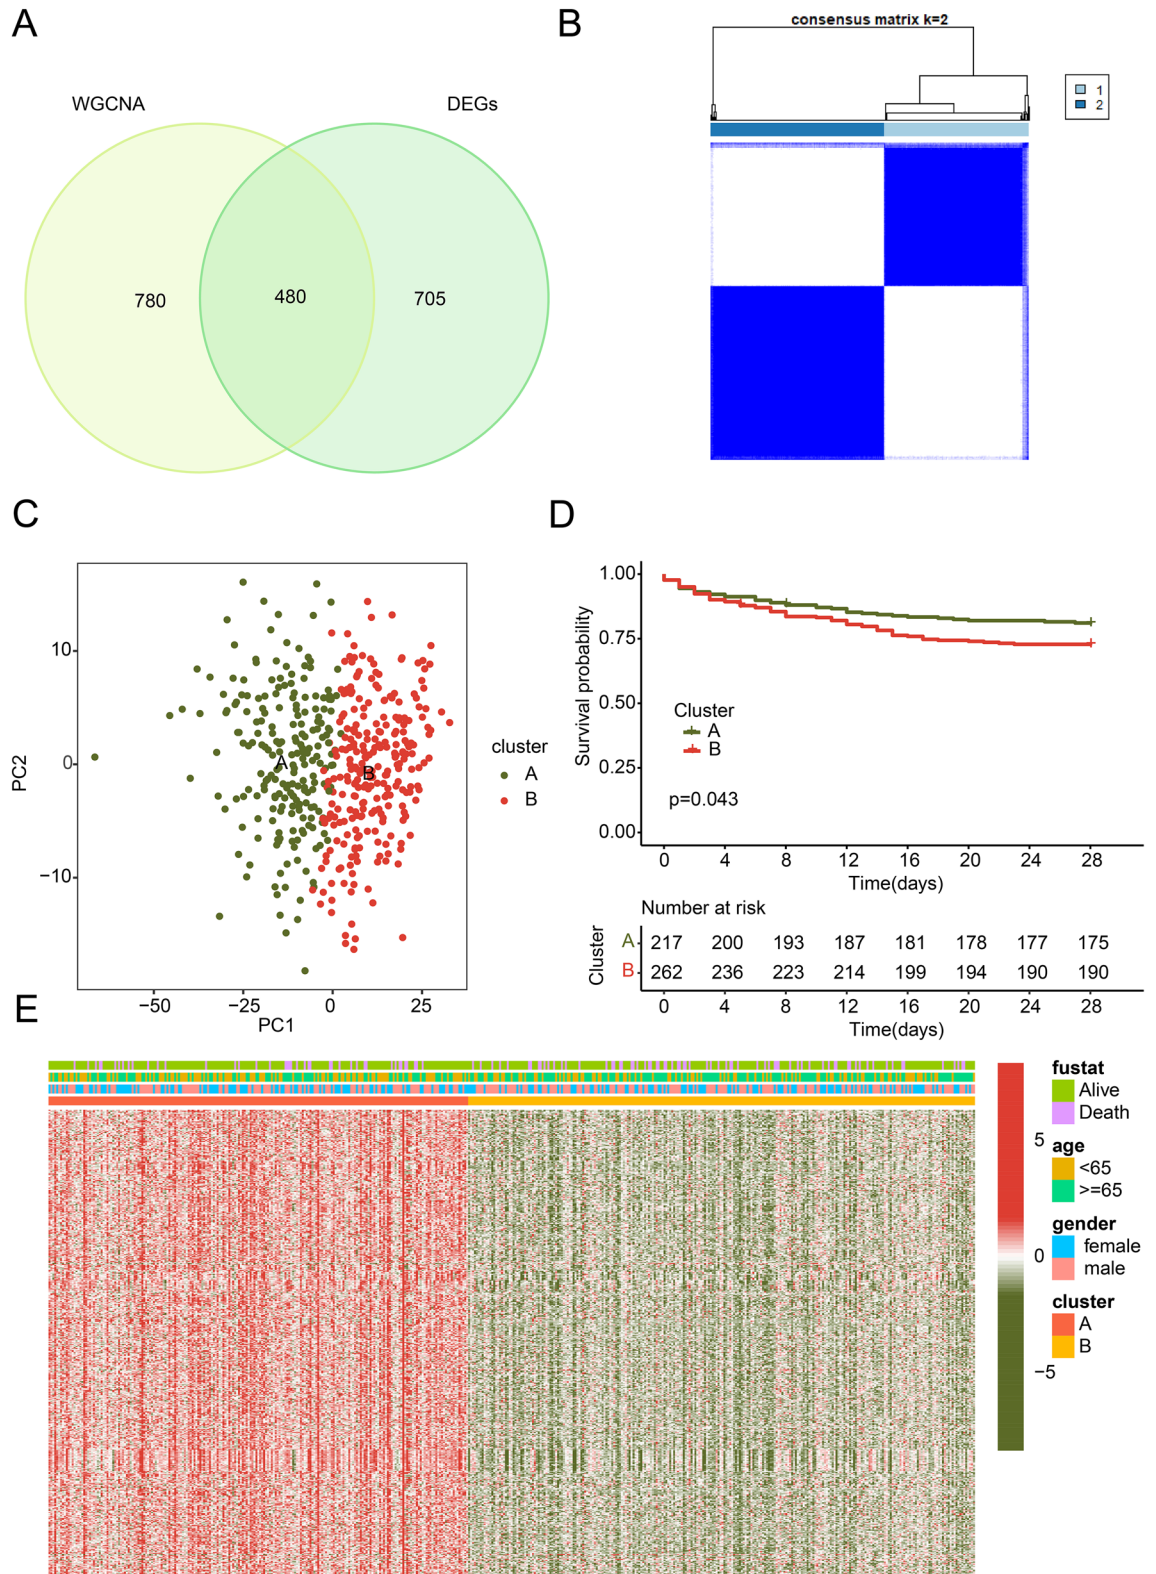 A
WGCNA
DEGs
780
480
705
B
consensus matrix k=2
1
2
C
PC2
10
0
−10
A
B
−50
−25
0
25
PC1
cluster
A
B
D
Survival probability
1.00
0.75
0.50
0.25
0.00
Cluster
A
B
p=0.043
0 4 8 12 16 20 24 28
Time(days)
Number at risk
Cluster
A 217 200 193 187 181 178 177 175
B 262 236 223 214 199 194 190 190
0 4 8 12 16 20 24 28
Time(days)
E
5
0
−5
fustat
Alive
Death
age
<65
>=65
gender
female
male
cluster
A
B